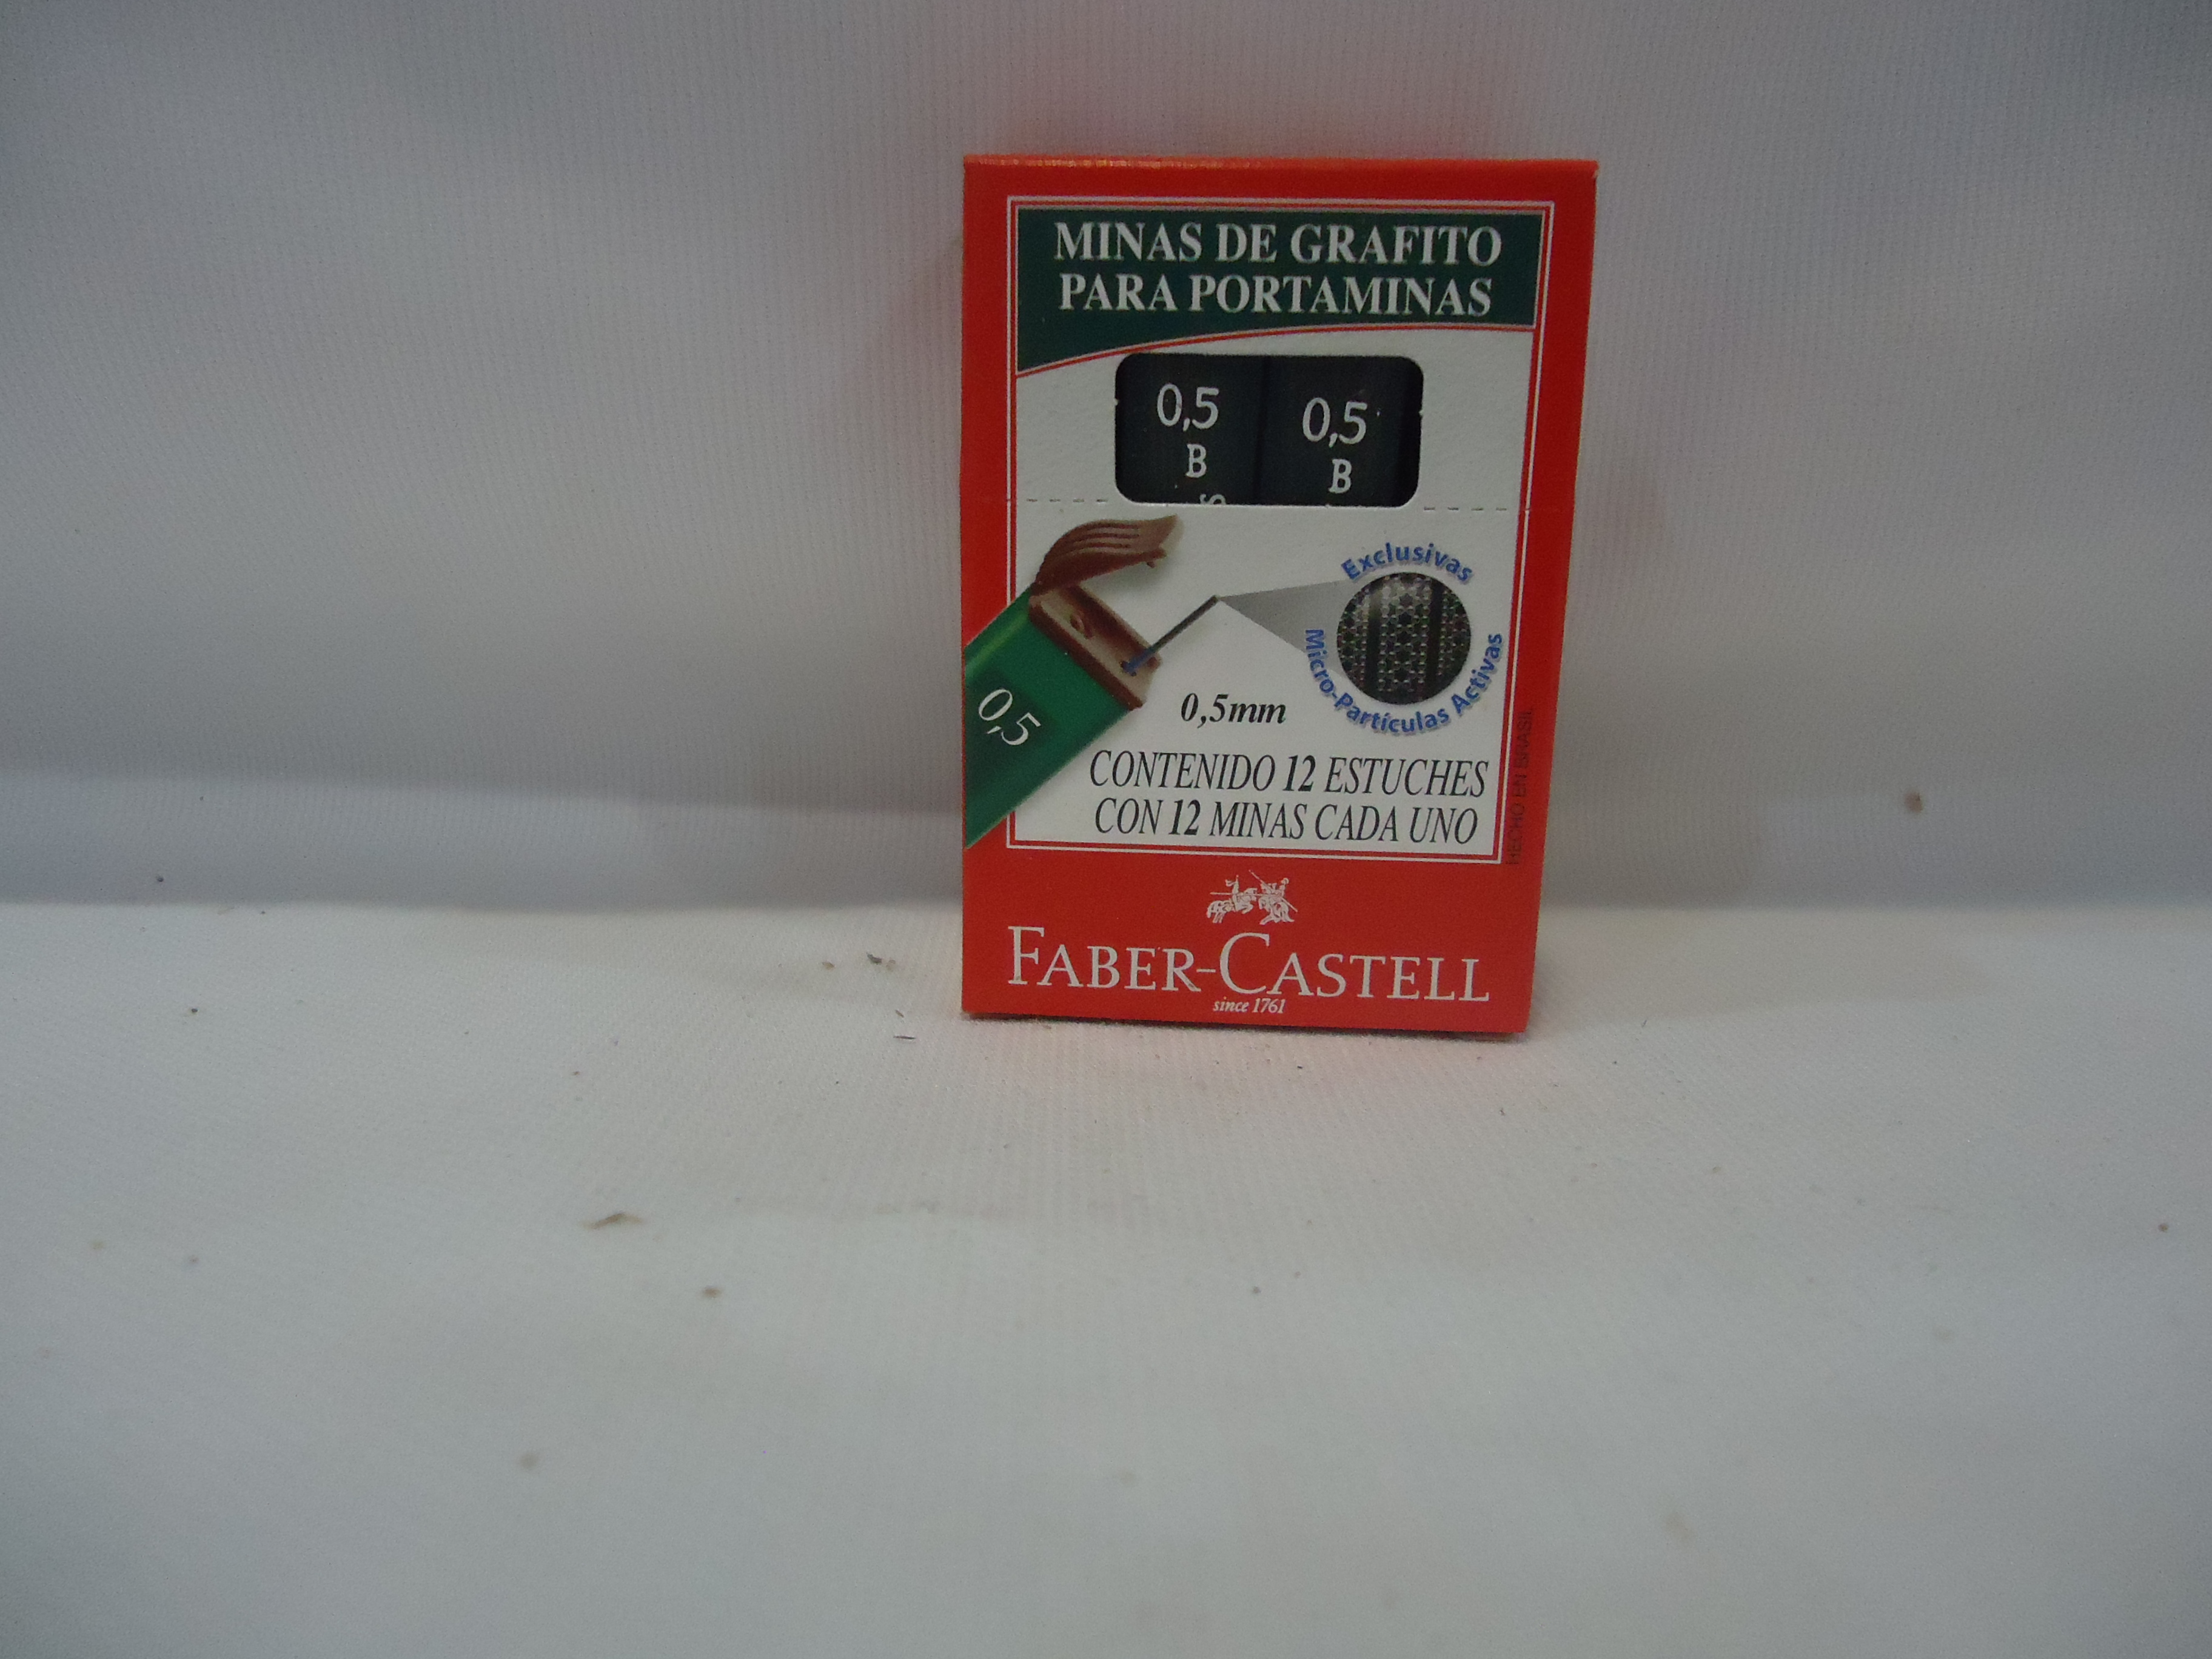 MINAS DE GRAFITO
PARA PORTAMINAS
0,5
B
0,5
B
S
Exclusivas
Micro-Partículas Activas
0,5
0,5mm
CONTENIDO 12 ESTUCHES
CON 12 MINAS CADA UNO
HECHO EN BRASIL
FABER-CASTELL
since 1761